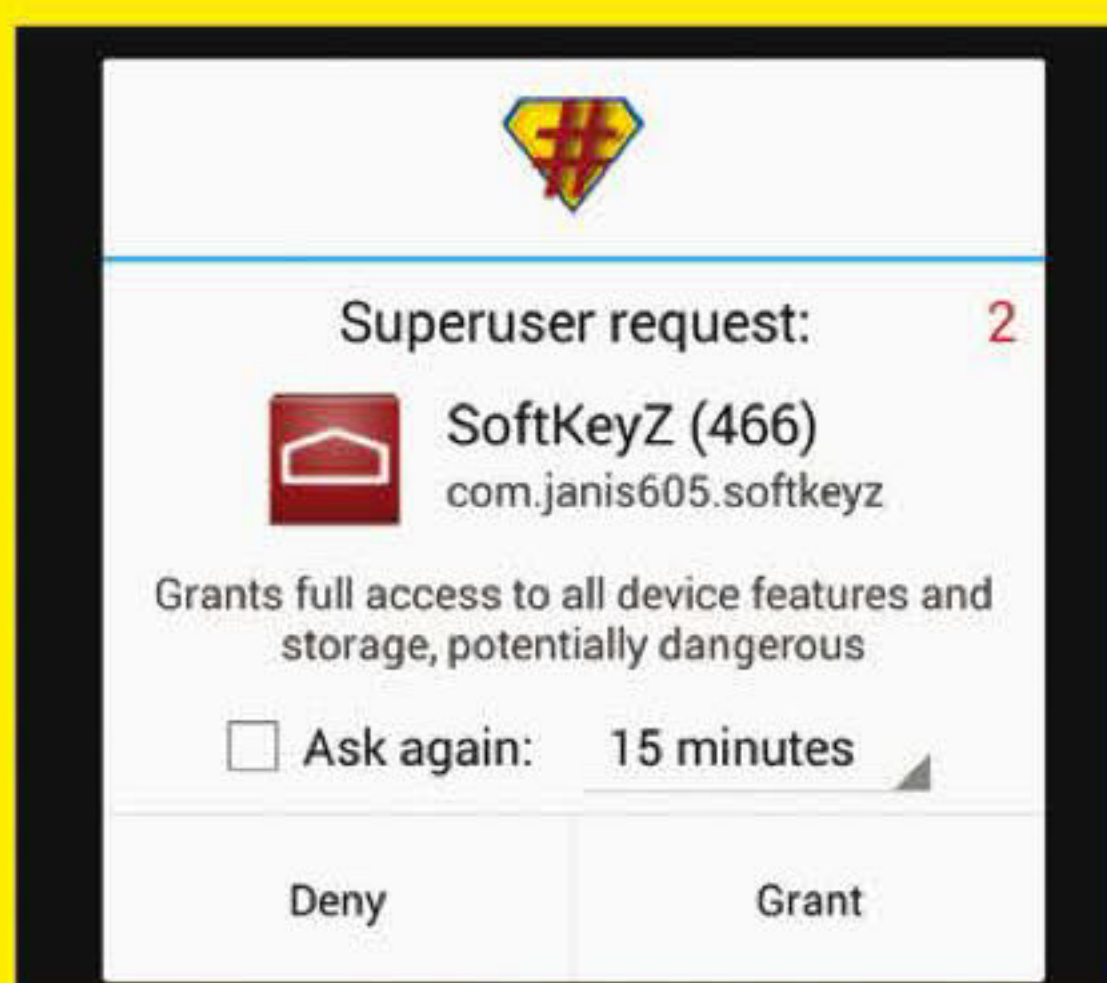 #
Superuser request: 2
SoftKeyZ (466)
com.janis605.softkeyz
Grants full access to all device features and
storage, potentially dangerous
Ask again: 15 minutes
Deny Grant